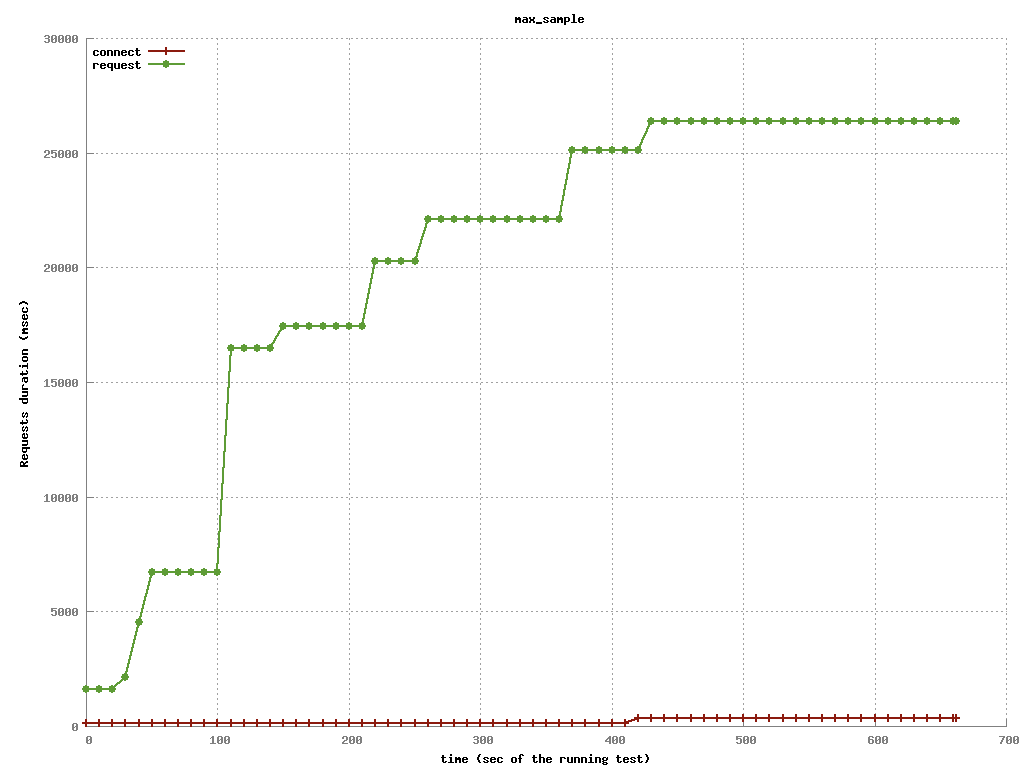 max_sample
30000
connect
request
25000
20000
Requests duration (msec)
15000
10000
5000
0
0 100 200 300 400 500 600 700
time (sec of the running test)